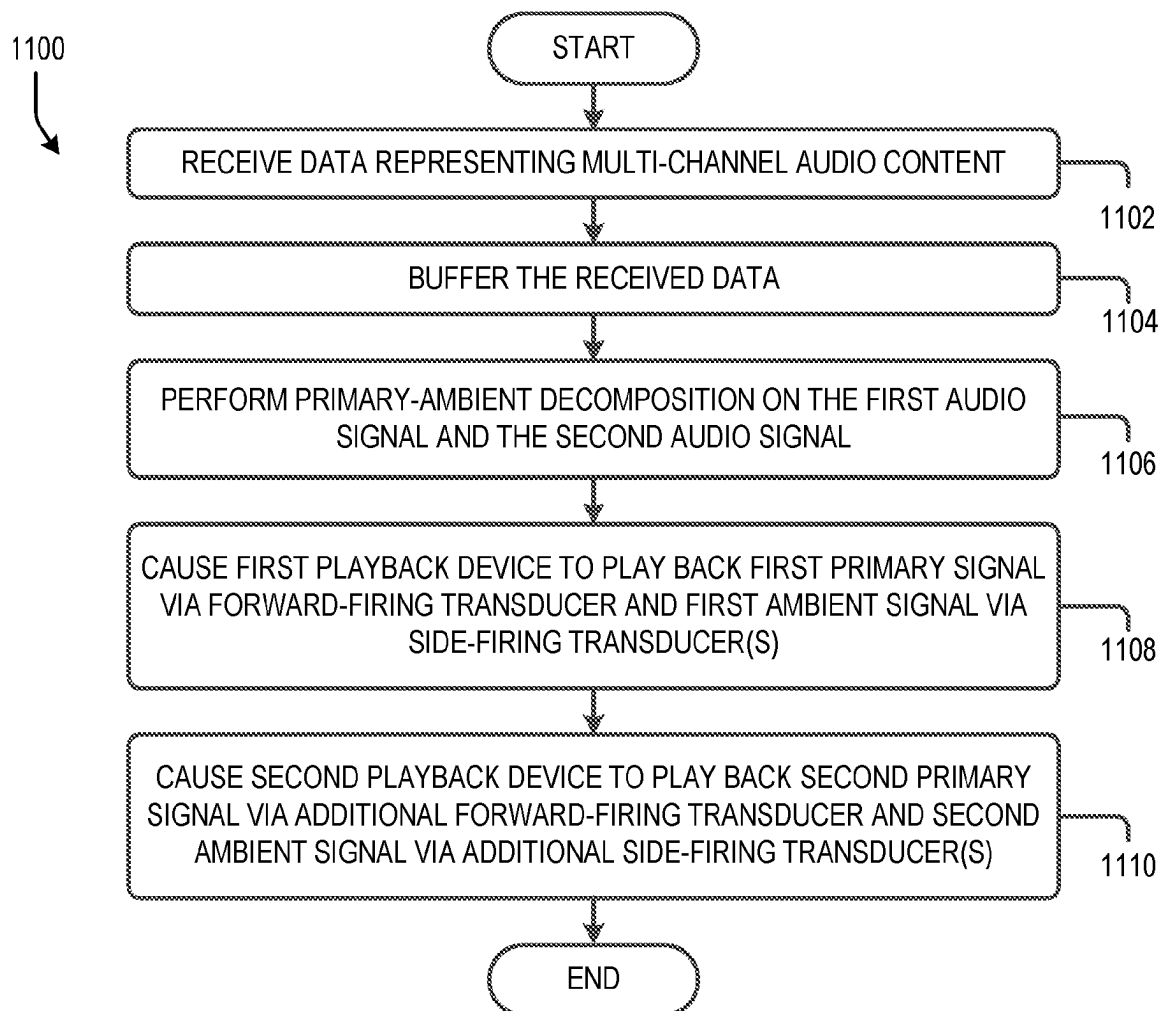 1100
START
RECEIVE DATA REPRESENTING MULTI-CHANNEL AUDIO CONTENT
1102
BUFFER THE RECEIVED DATA
1104
PERFORM PRIMARY-AMBIENT DECOMPOSITION ON THE FIRST AUDIO
SIGNAL AND THE SECOND AUDIO SIGNAL
1106
CAUSE FIRST PLAYBACK DEVICE TO PLAY BACK FIRST PRIMARY SIGNAL
VIA FORWARD-FIRING TRANSDUCER AND FIRST AMBIENT SIGNAL VIA
SIDE-FIRING TRANSDUCER(S)
1108
CAUSE SECOND PLAYBACK DEVICE TO PLAY BACK SECOND PRIMARY
SIGNAL VIA ADDITIONAL FORWARD-FIRING TRANSDUCER AND SECOND
AMBIENT SIGNAL VIA ADDITIONAL SIDE-FIRING TRANSDUCER(S)
1110
END